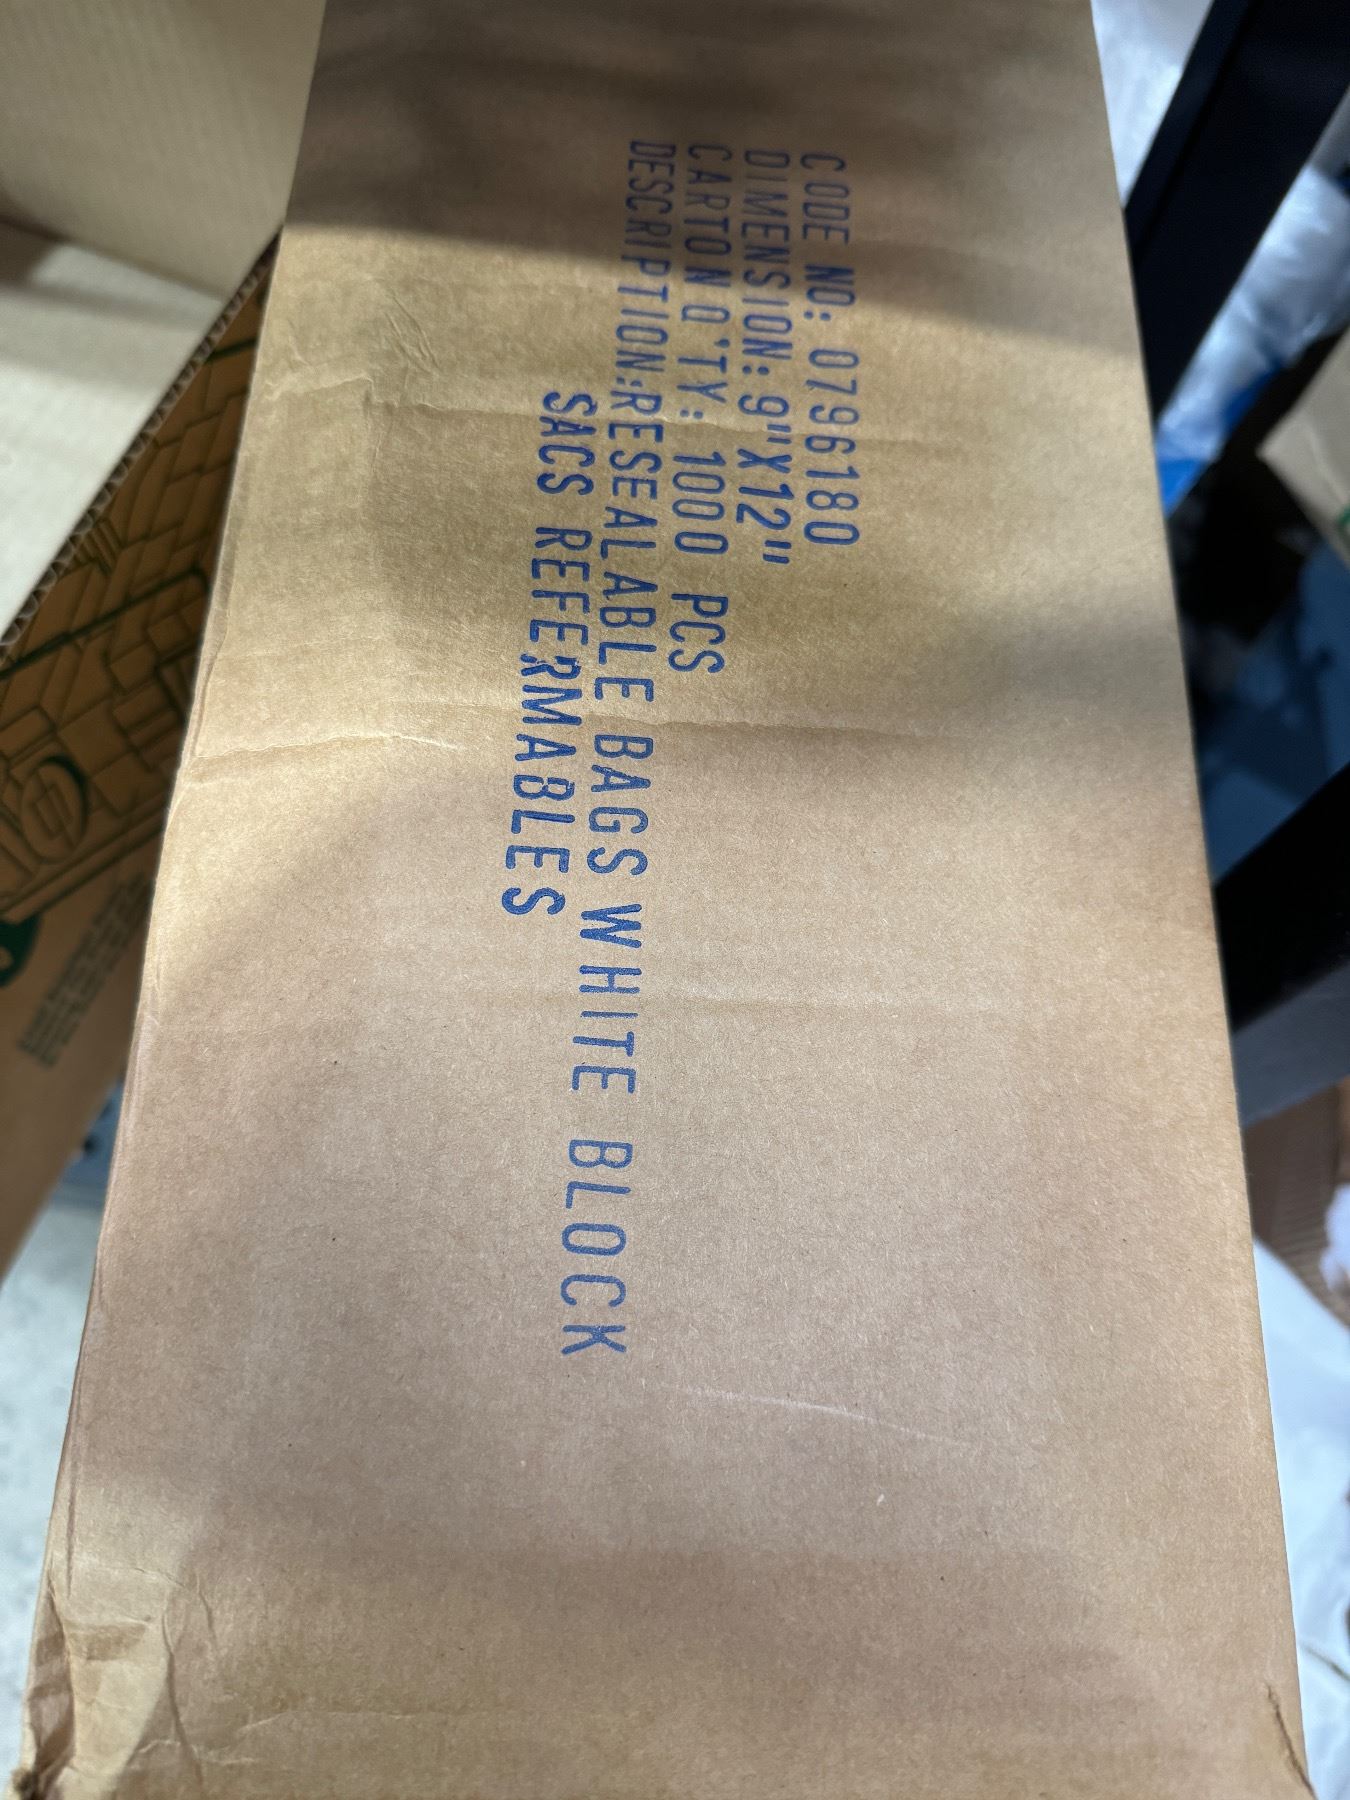 CODE NO: 0796180
DIMENSION: 9"X12"
CARTON Q'TY: 1000 PCS
DESCRIPTION:RESEALABLE BAGS WHITE BLOCK
SACS REFERMABLES